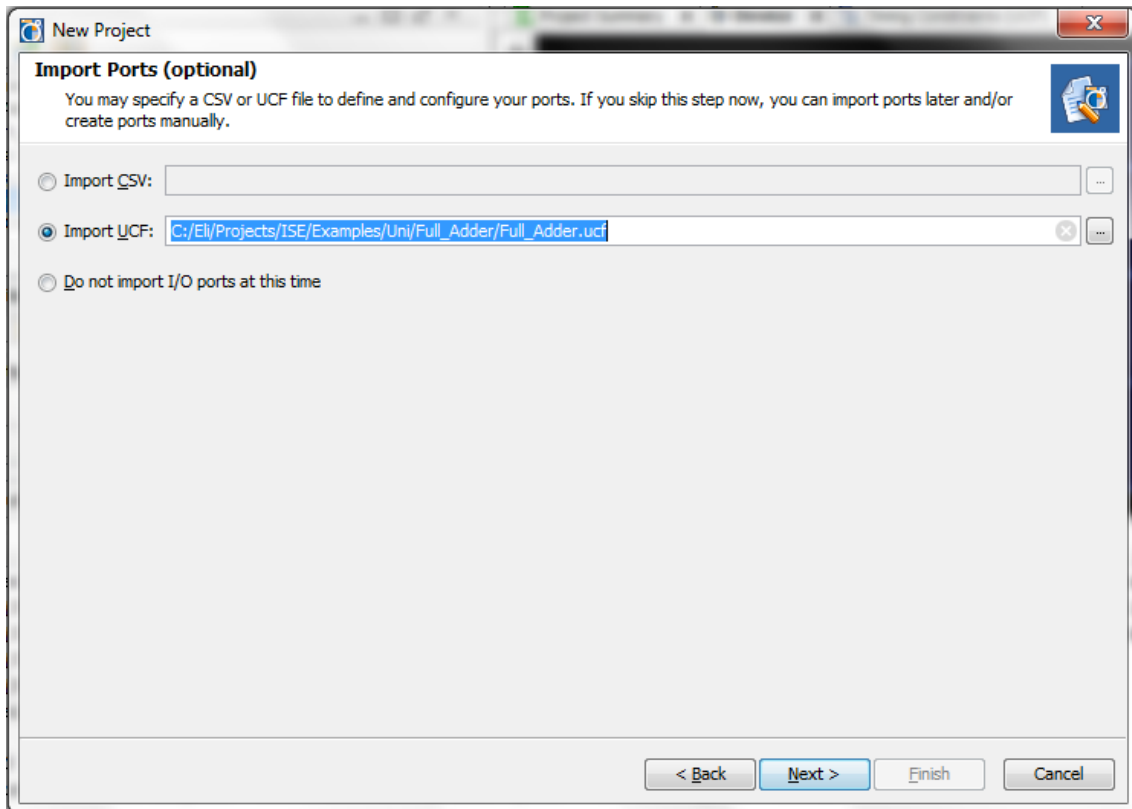 New Project
Import Ports (optional)
You may specify a CSV or UCF file to define and configure your ports. If you skip this step now, you can import ports later and/or
create ports manually.
Import CSV:
...
Import UCF: C:/Eli/Projects/ISE/Examples/Uni/Full_Adder/Full_Adder.ucf
...
Do not import I/O ports at this time
< Back Next > Finish Cancel